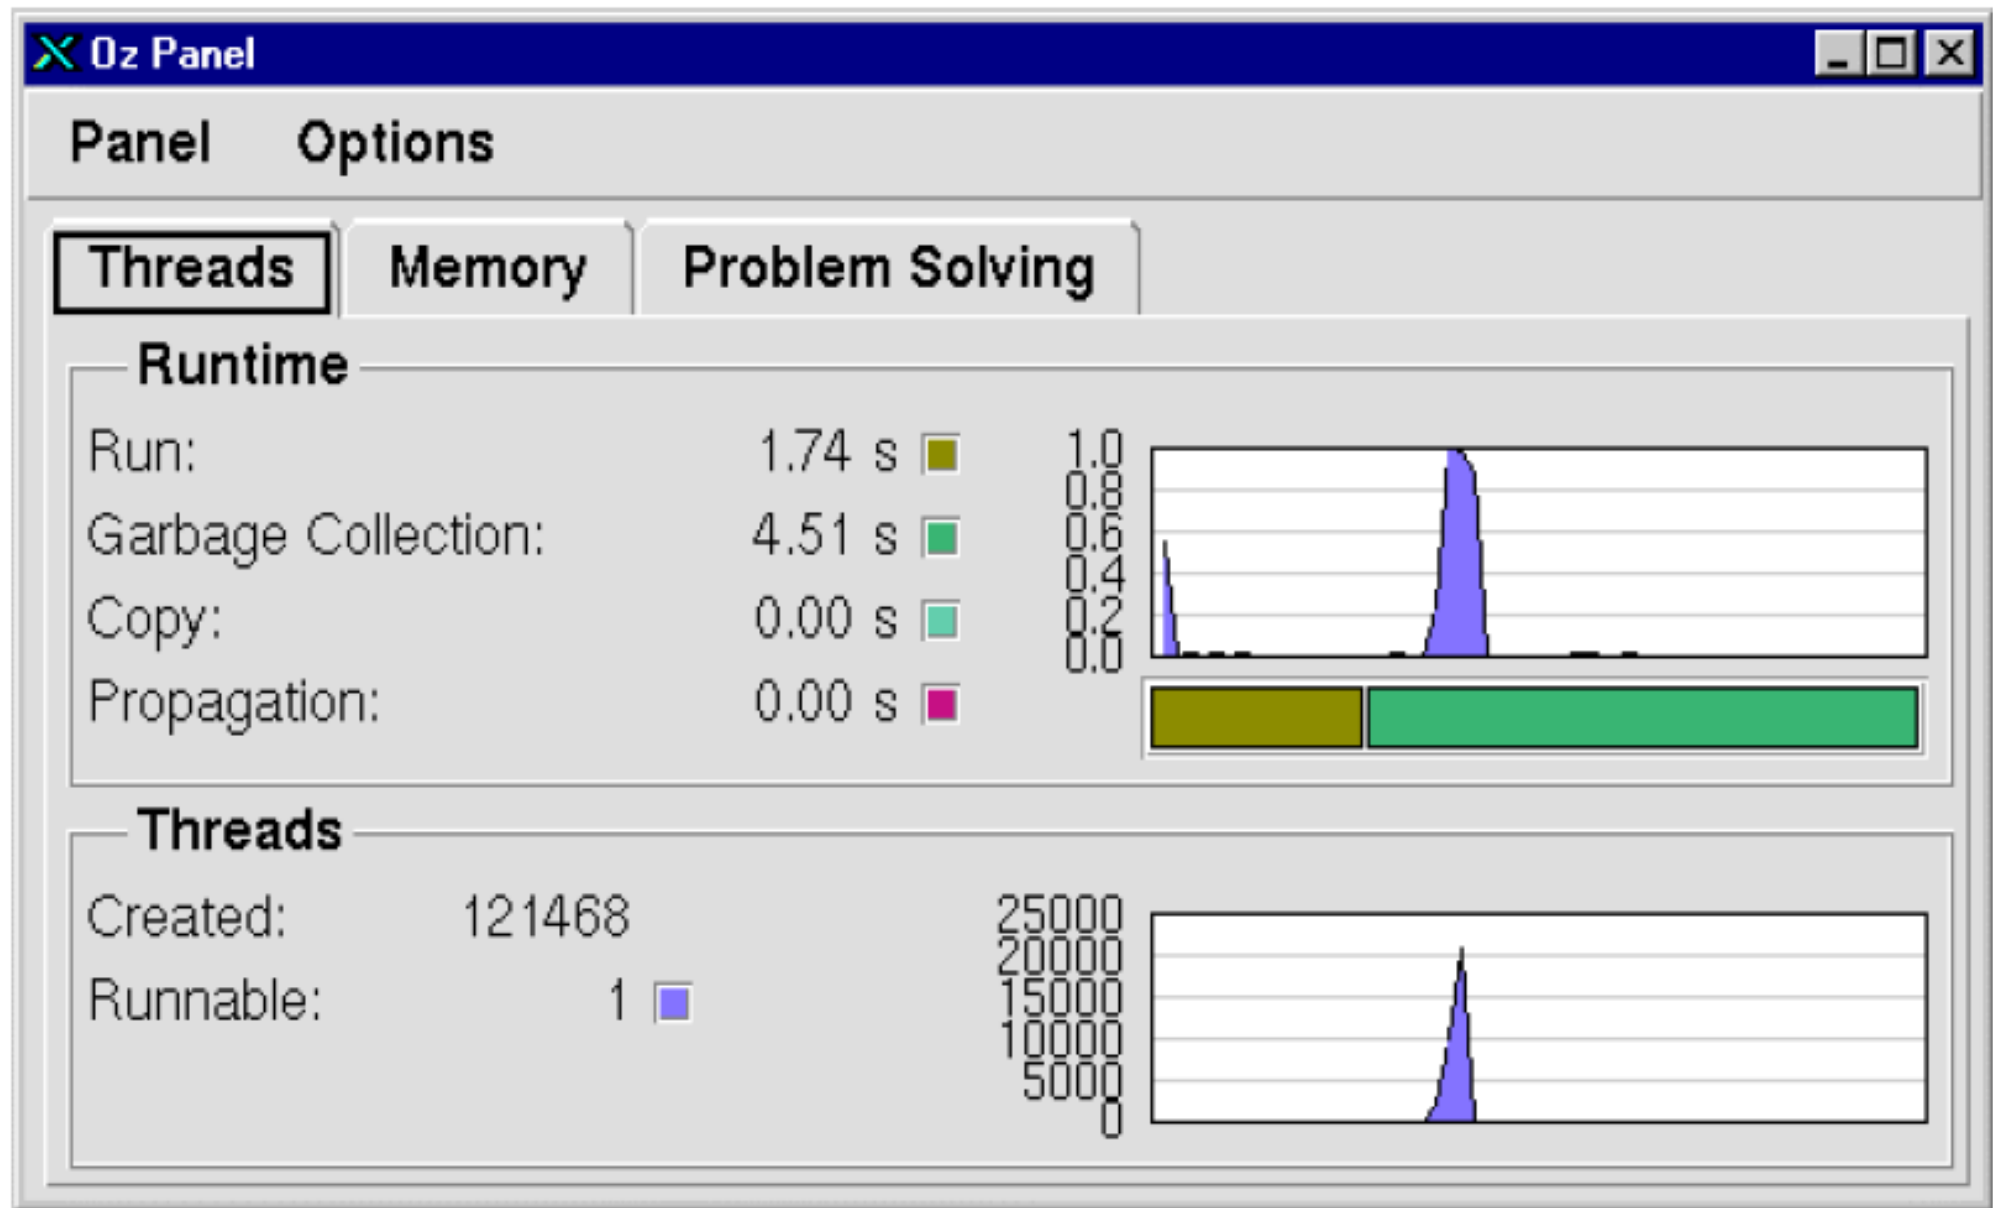 Oz Panel
Panel Options
Threads Memory Problem Solving
Runtime
Run: 1.74 s
Garbage Collection: 4.51 s
Copy: 0.00 s
Propagation: 0.00 s
1.0
0.8
0.6
0.4
0.2
0.0
Threads
Created: 121468
Runnable: 1
25000
20000
15000
10000
5000
0